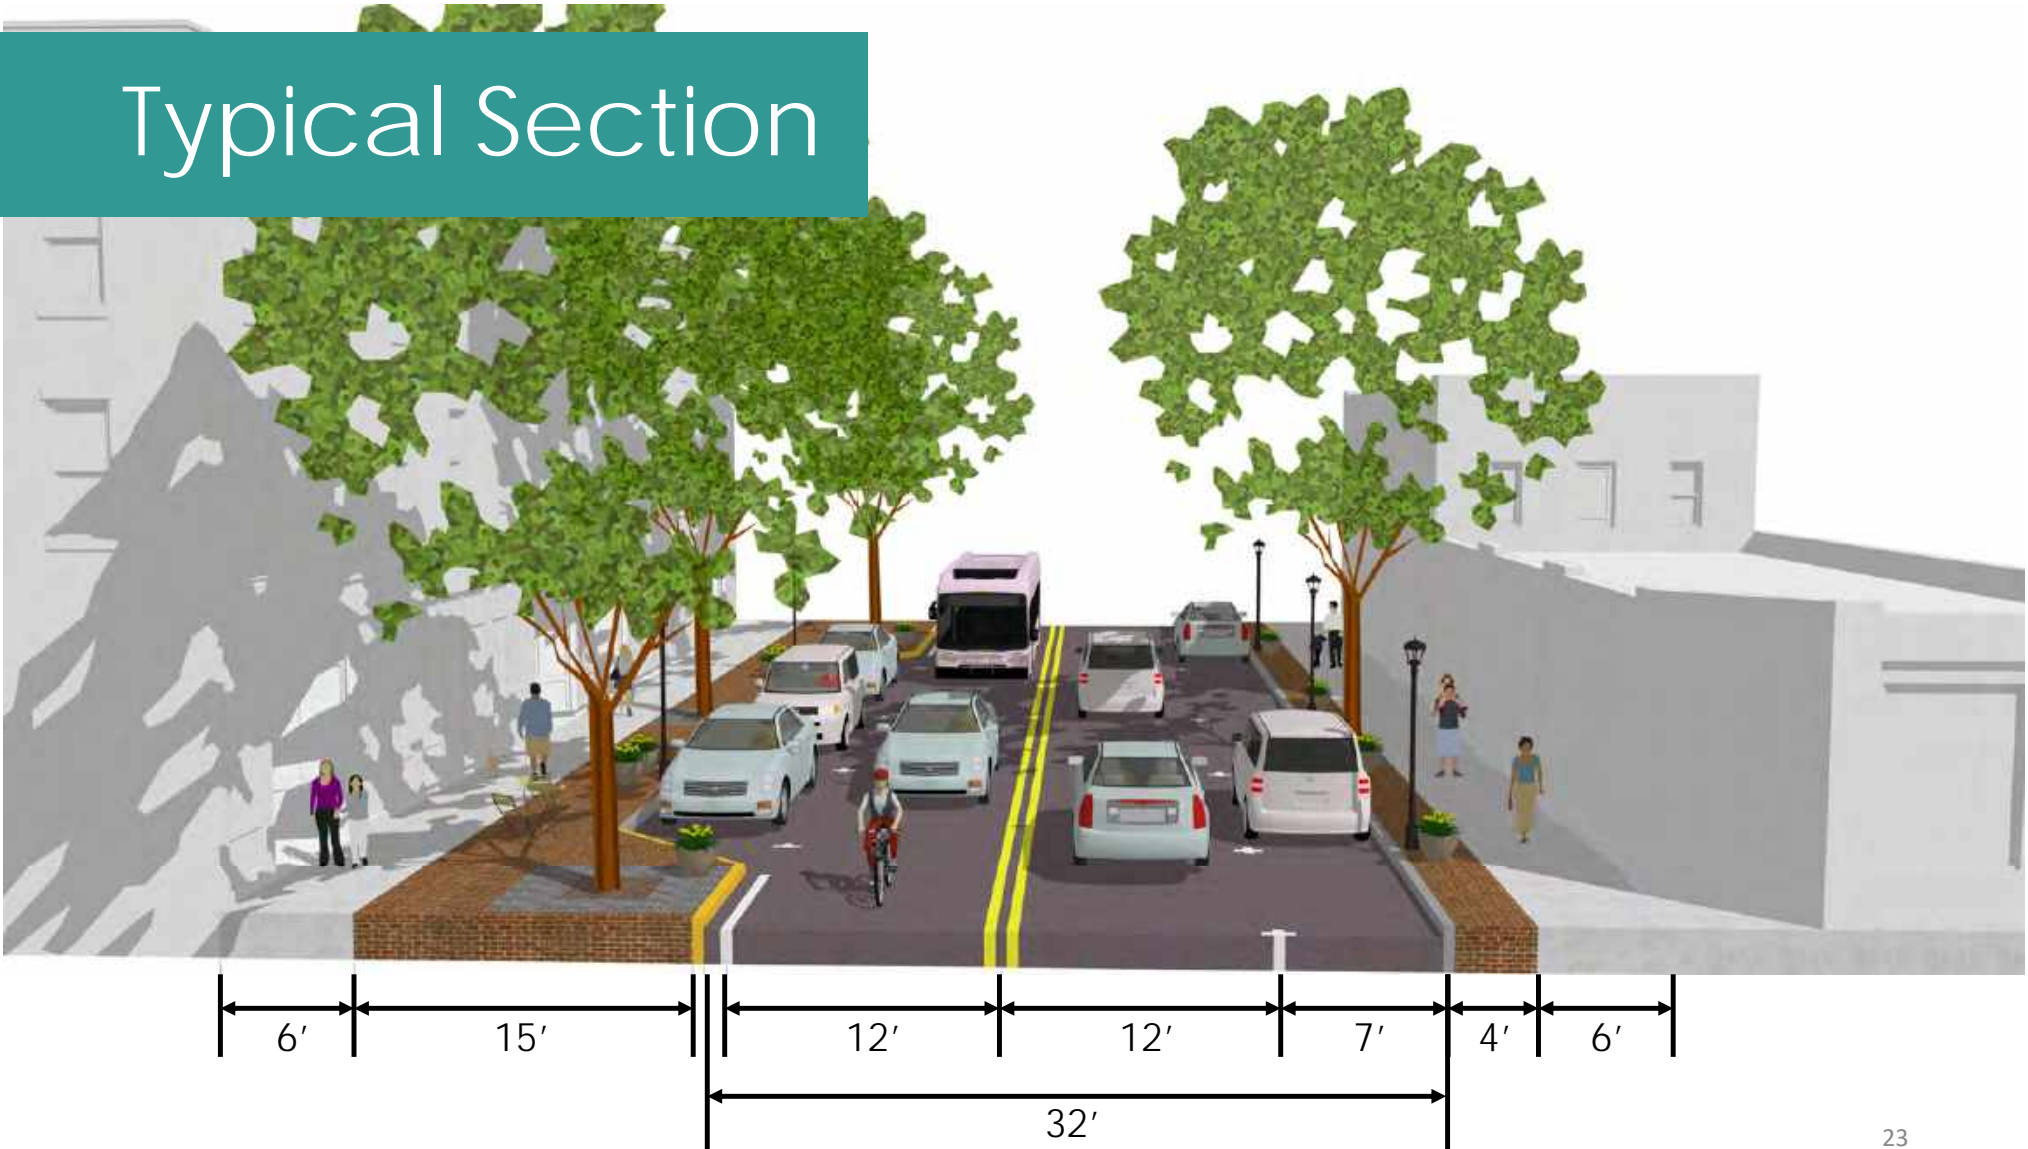 Typical Section
6′ 15′ 12′ 12′ 7′ 4′ 6′
32′
23